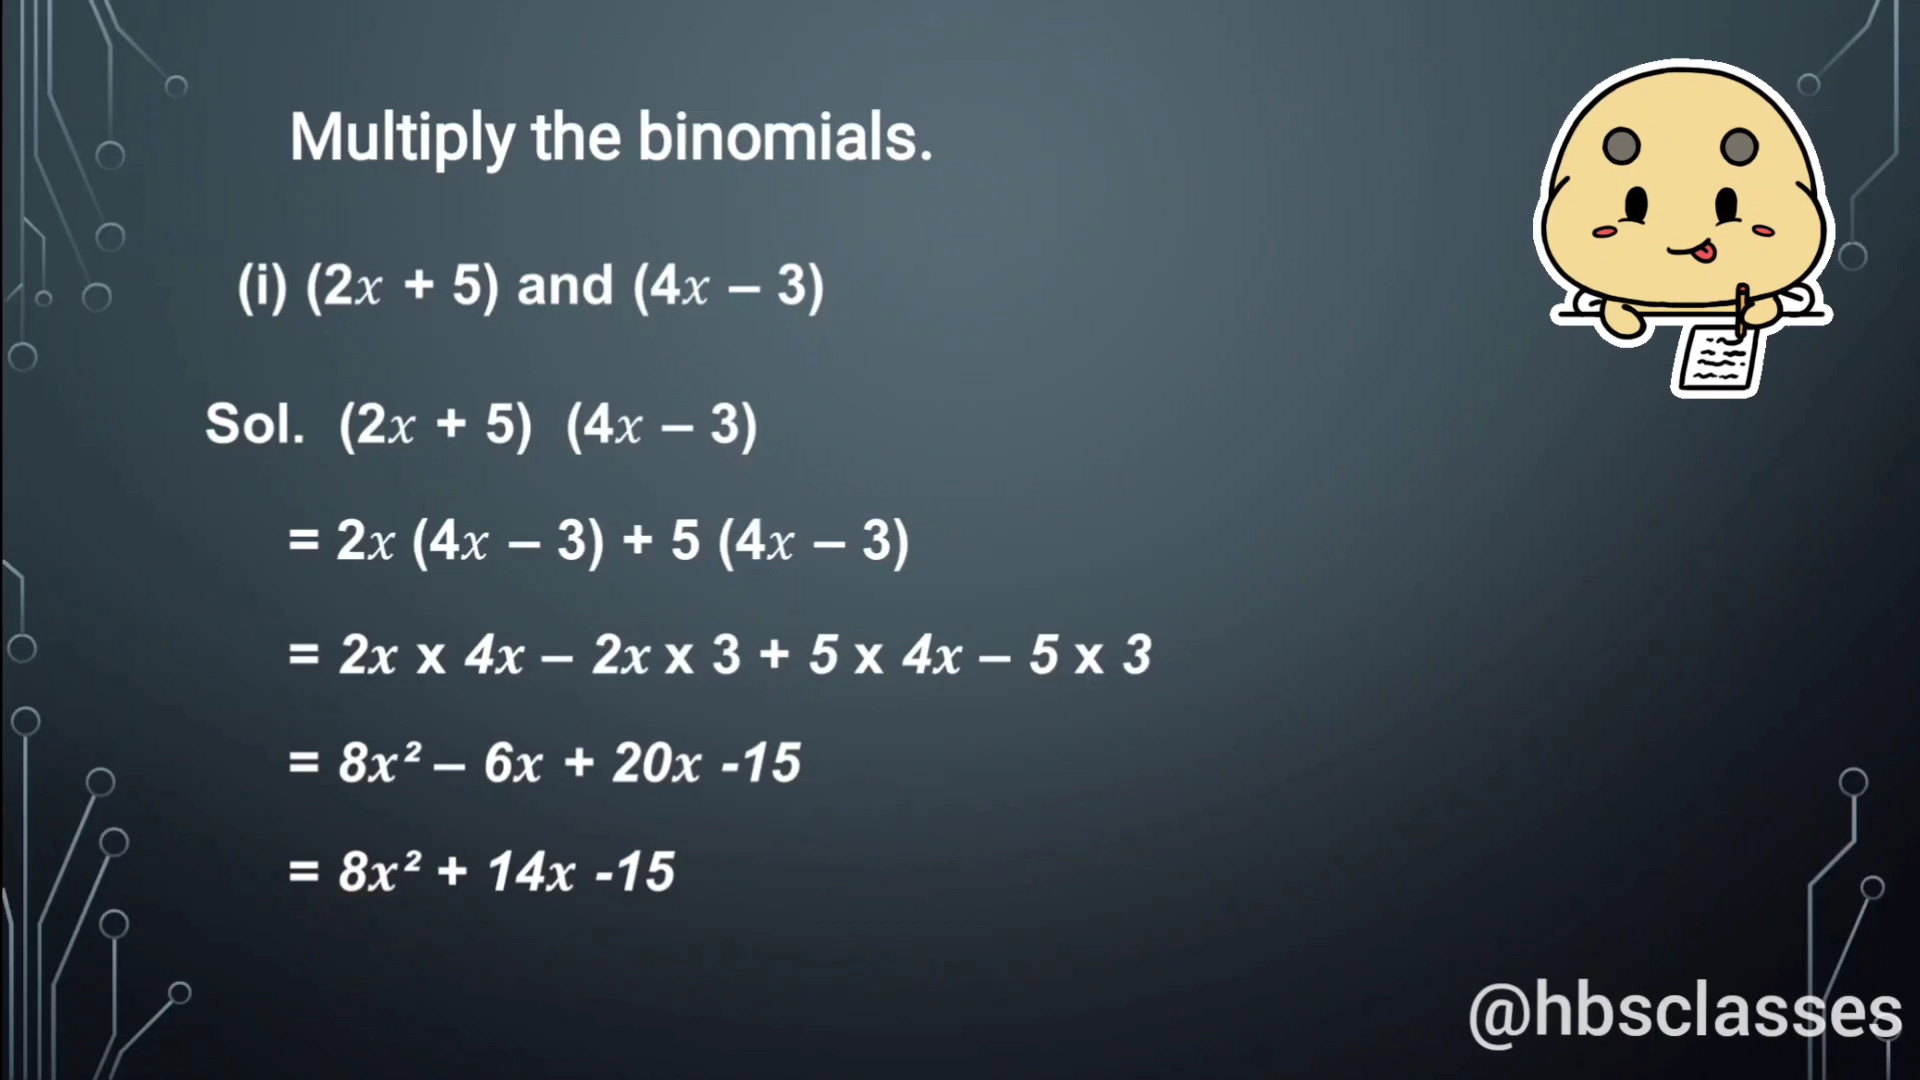 Multiply the binomials.
(i) (2x + 5) and (4x – 3)
Sol. (2x + 5) (4x – 3)
= 2x (4x – 3) + 5 (4x – 3)
= 2x x 4x – 2x x 3 + 5 x 4x – 5 x 3
= 8x² – 6x + 20x -15
= 8x² + 14x -15
@hbsclasses